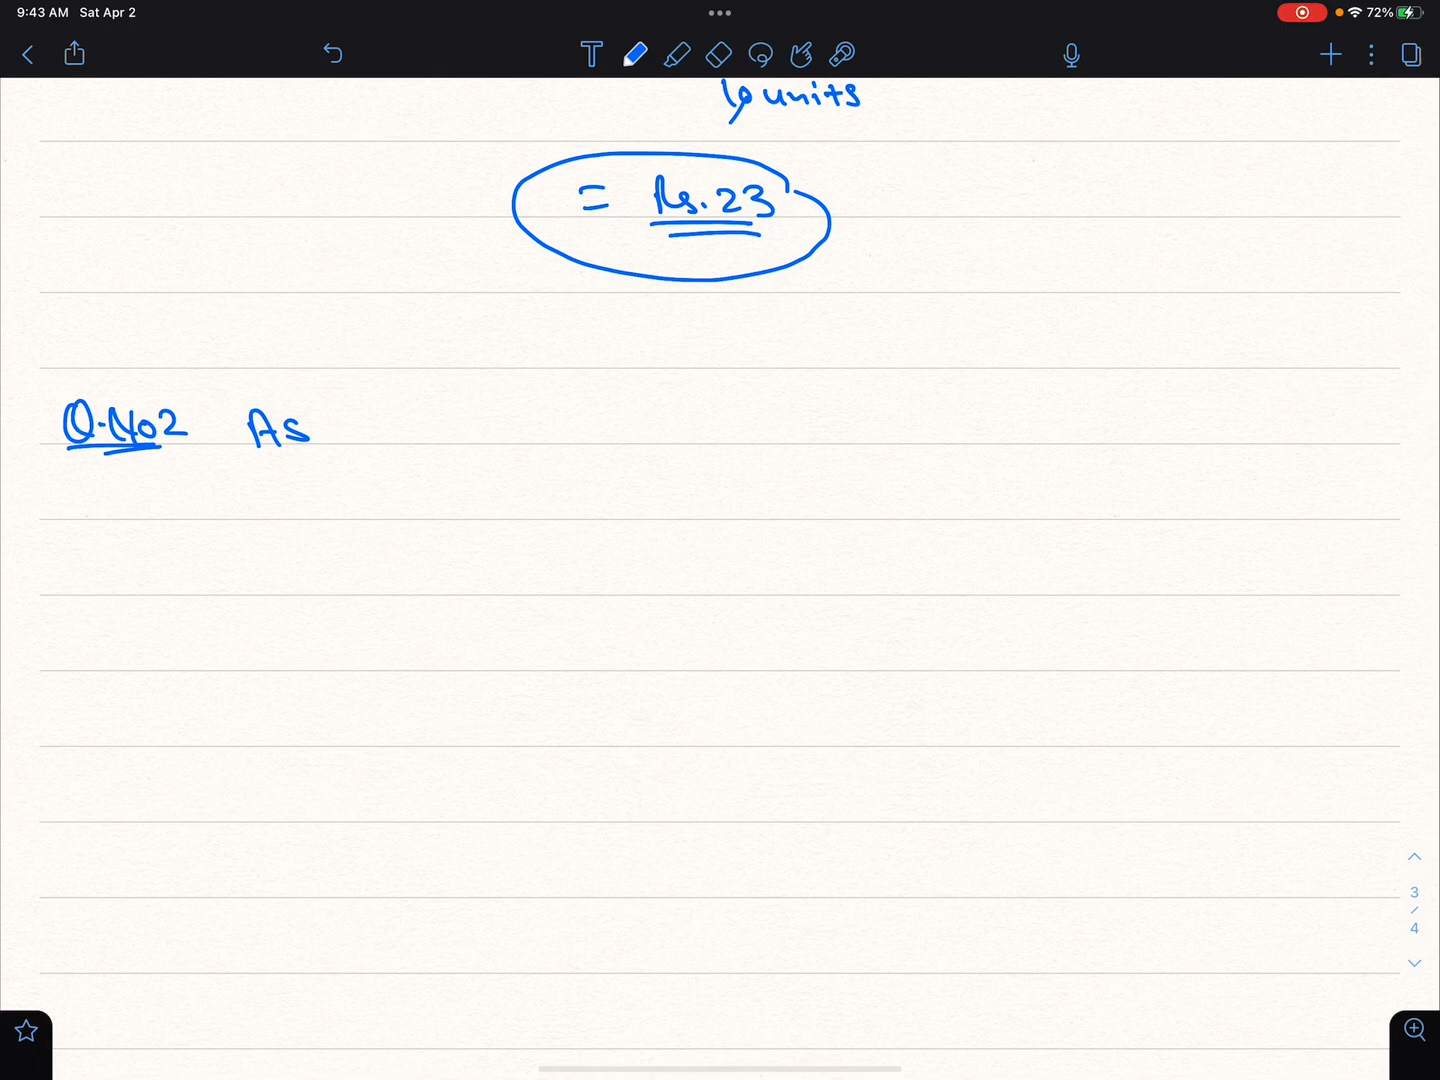 9:43 AM Sat Apr 2
72%
T
units
= Rs. 23
Q.No2 As
3
/
4